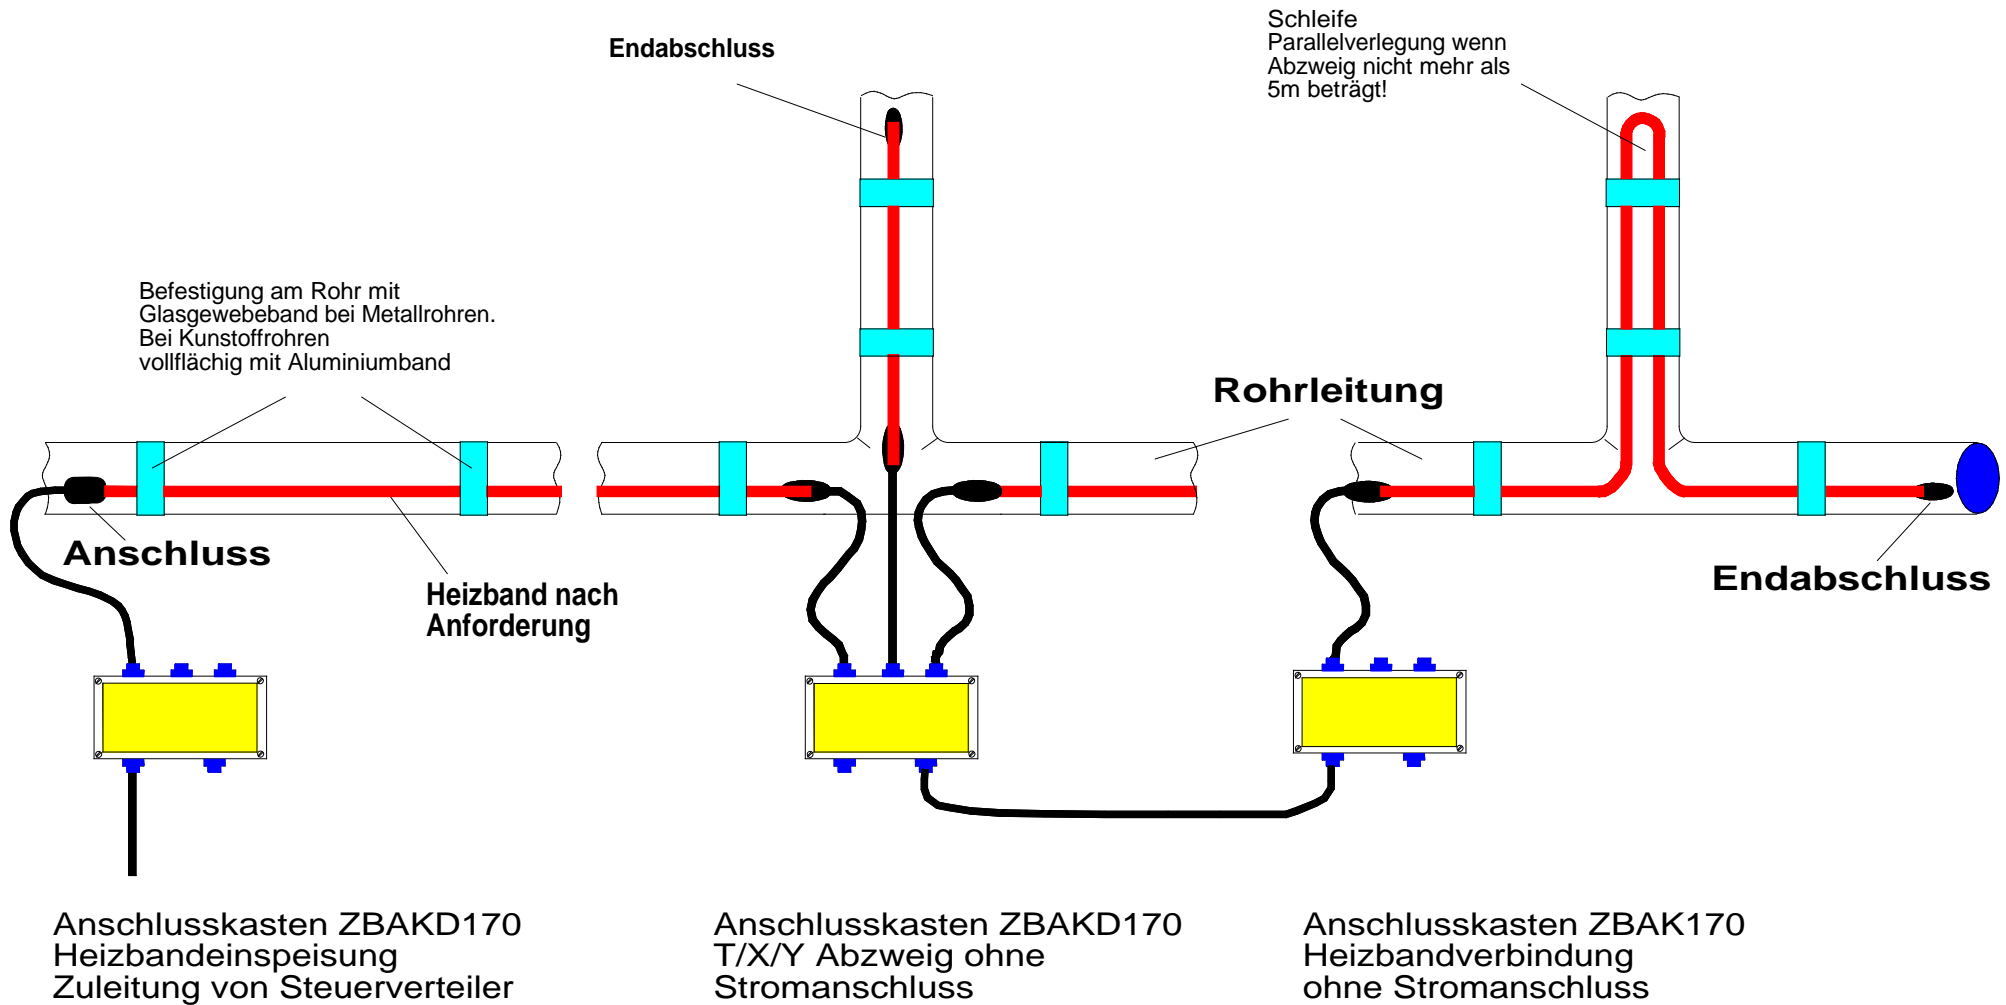 Endabschluss
Schleife
Parallelverlegung wenn
Abzweig nicht mehr als
5m beträgt!
Befestigung am Rohr mit
Glasgewebeband bei Metallrohren.
Bei Kunstoffrohren
vollflächig mit Aluminiumband
Rohrleitung
Anschluss
Heizband nach
Anforderung
Endabschluss
Anschlusskasten ZBAKD170
Heizbandeinspeisung
Zuleitung von Steuerverteiler
Anschlusskasten ZBAKD170
T/X/Y Abzweig ohne
Stromanschluss
Anschlusskasten ZBAK170
Heizbandverbindung
ohne Stromanschluss